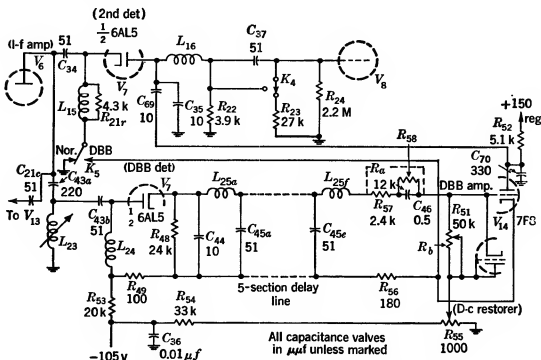 (2nd det)
½ 6AL5
(I-f amp)
V6
51
C34
V7
L16
C37
51
V8
L15
4.3 k
R21r
C69
10
C35
10
R22
3.9 k
K4
R23
27 k
R24
2.2 M
+150
reg
R52
5.1 k
C70
330
Nor.
DBB
K5
C21c
51
C43a
220
To V13
L23
C43b
51
(DBB det)
V7
½ 6AL5
L24
L25a
L25f
R58
Ra
12 k
C46
0.5
R57
2.4 k
DBB amp.
R51
50 k
V14
7F8
R48
24 k
C44
10
C45a
51
C45e
51
Rb
R49
100
5-section delay
line
R56
180
(D-c restorer)
R53
20 k
R54
33 k
R55
1000
C36
0.01 μf
−105 v
All capacitance valves
in μμf unless marked